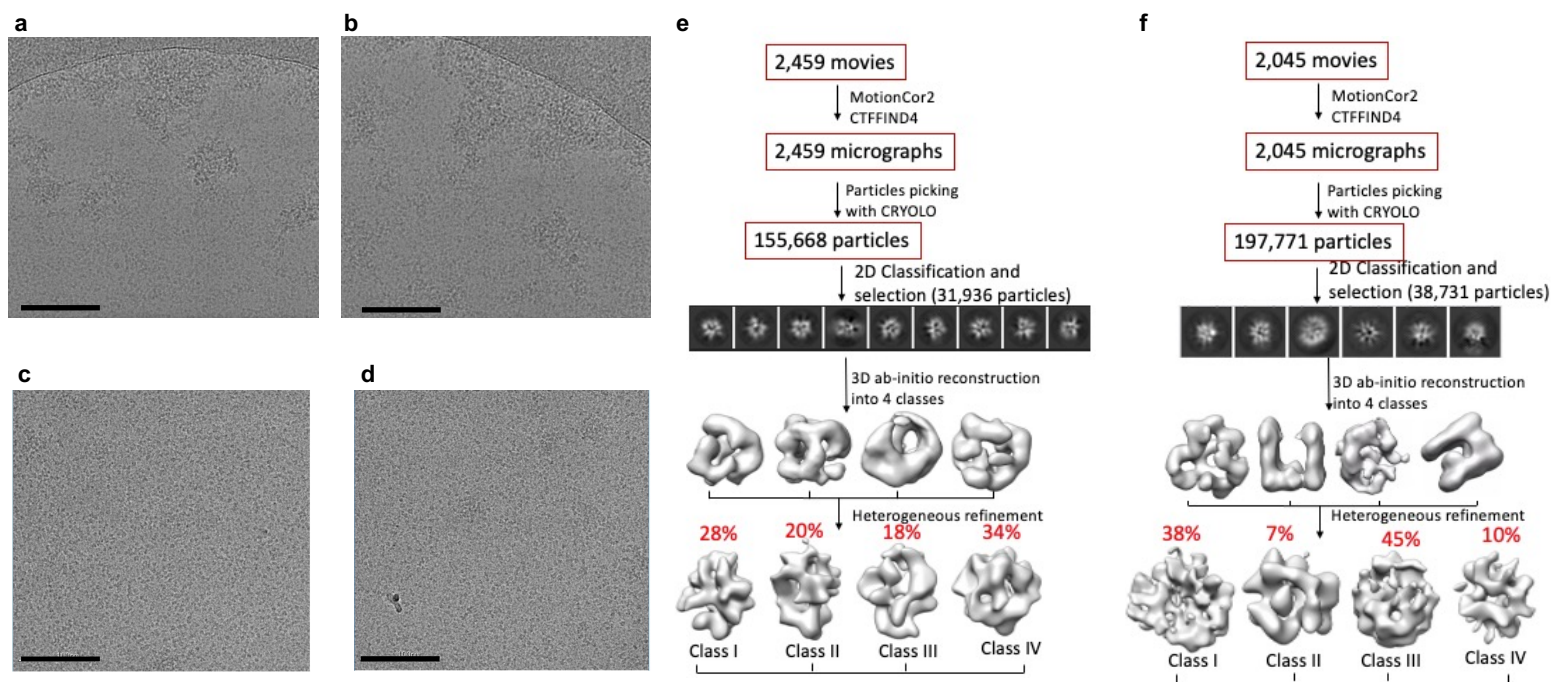 a
b
c
d
e
2,459 movies
MotionCor2
CTFFIND4
2,459 micrographs
Particles picking
with CRYOLO
155,668 particles
2D Classification and
selection (31,936 particles)
3D ab-initio reconstruction
into 4 classes
Heterogeneous refinement
28% 20% 18% 34%
Class I Class II Class III Class IV
f
2,045 movies
MotionCor2
CTFFIND4
2,045 micrographs
Particles picking
with CRYOLO
197,771 particles
2D Classification and
selection (38,731 particles)
3D ab-initio reconstruction
into 4 classes
Heterogeneous refinement
38% 7% 45% 10%
Class I Class II Class III Class IV